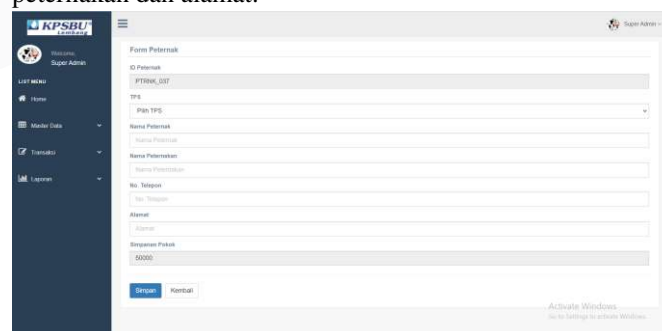 peternakan dan alamat.
KPSBU
Lembang
Super Admin
Welcome,
Super Admin
LIST MENU
Home
Master Data
Transaksi
Laporan
Form Peternak
ID Peternak
PTRNK_037
TPS
Pilih TPS
Nama Peternak
Nama Peternak
Nama Peternakan
Nama Peternakan
No. Telepon
No. Telepon
Alamat
Alamat
Simpanan Pokok
50000
Simpan Kembali
Activate Windows
Go to Settings to activate Windows.